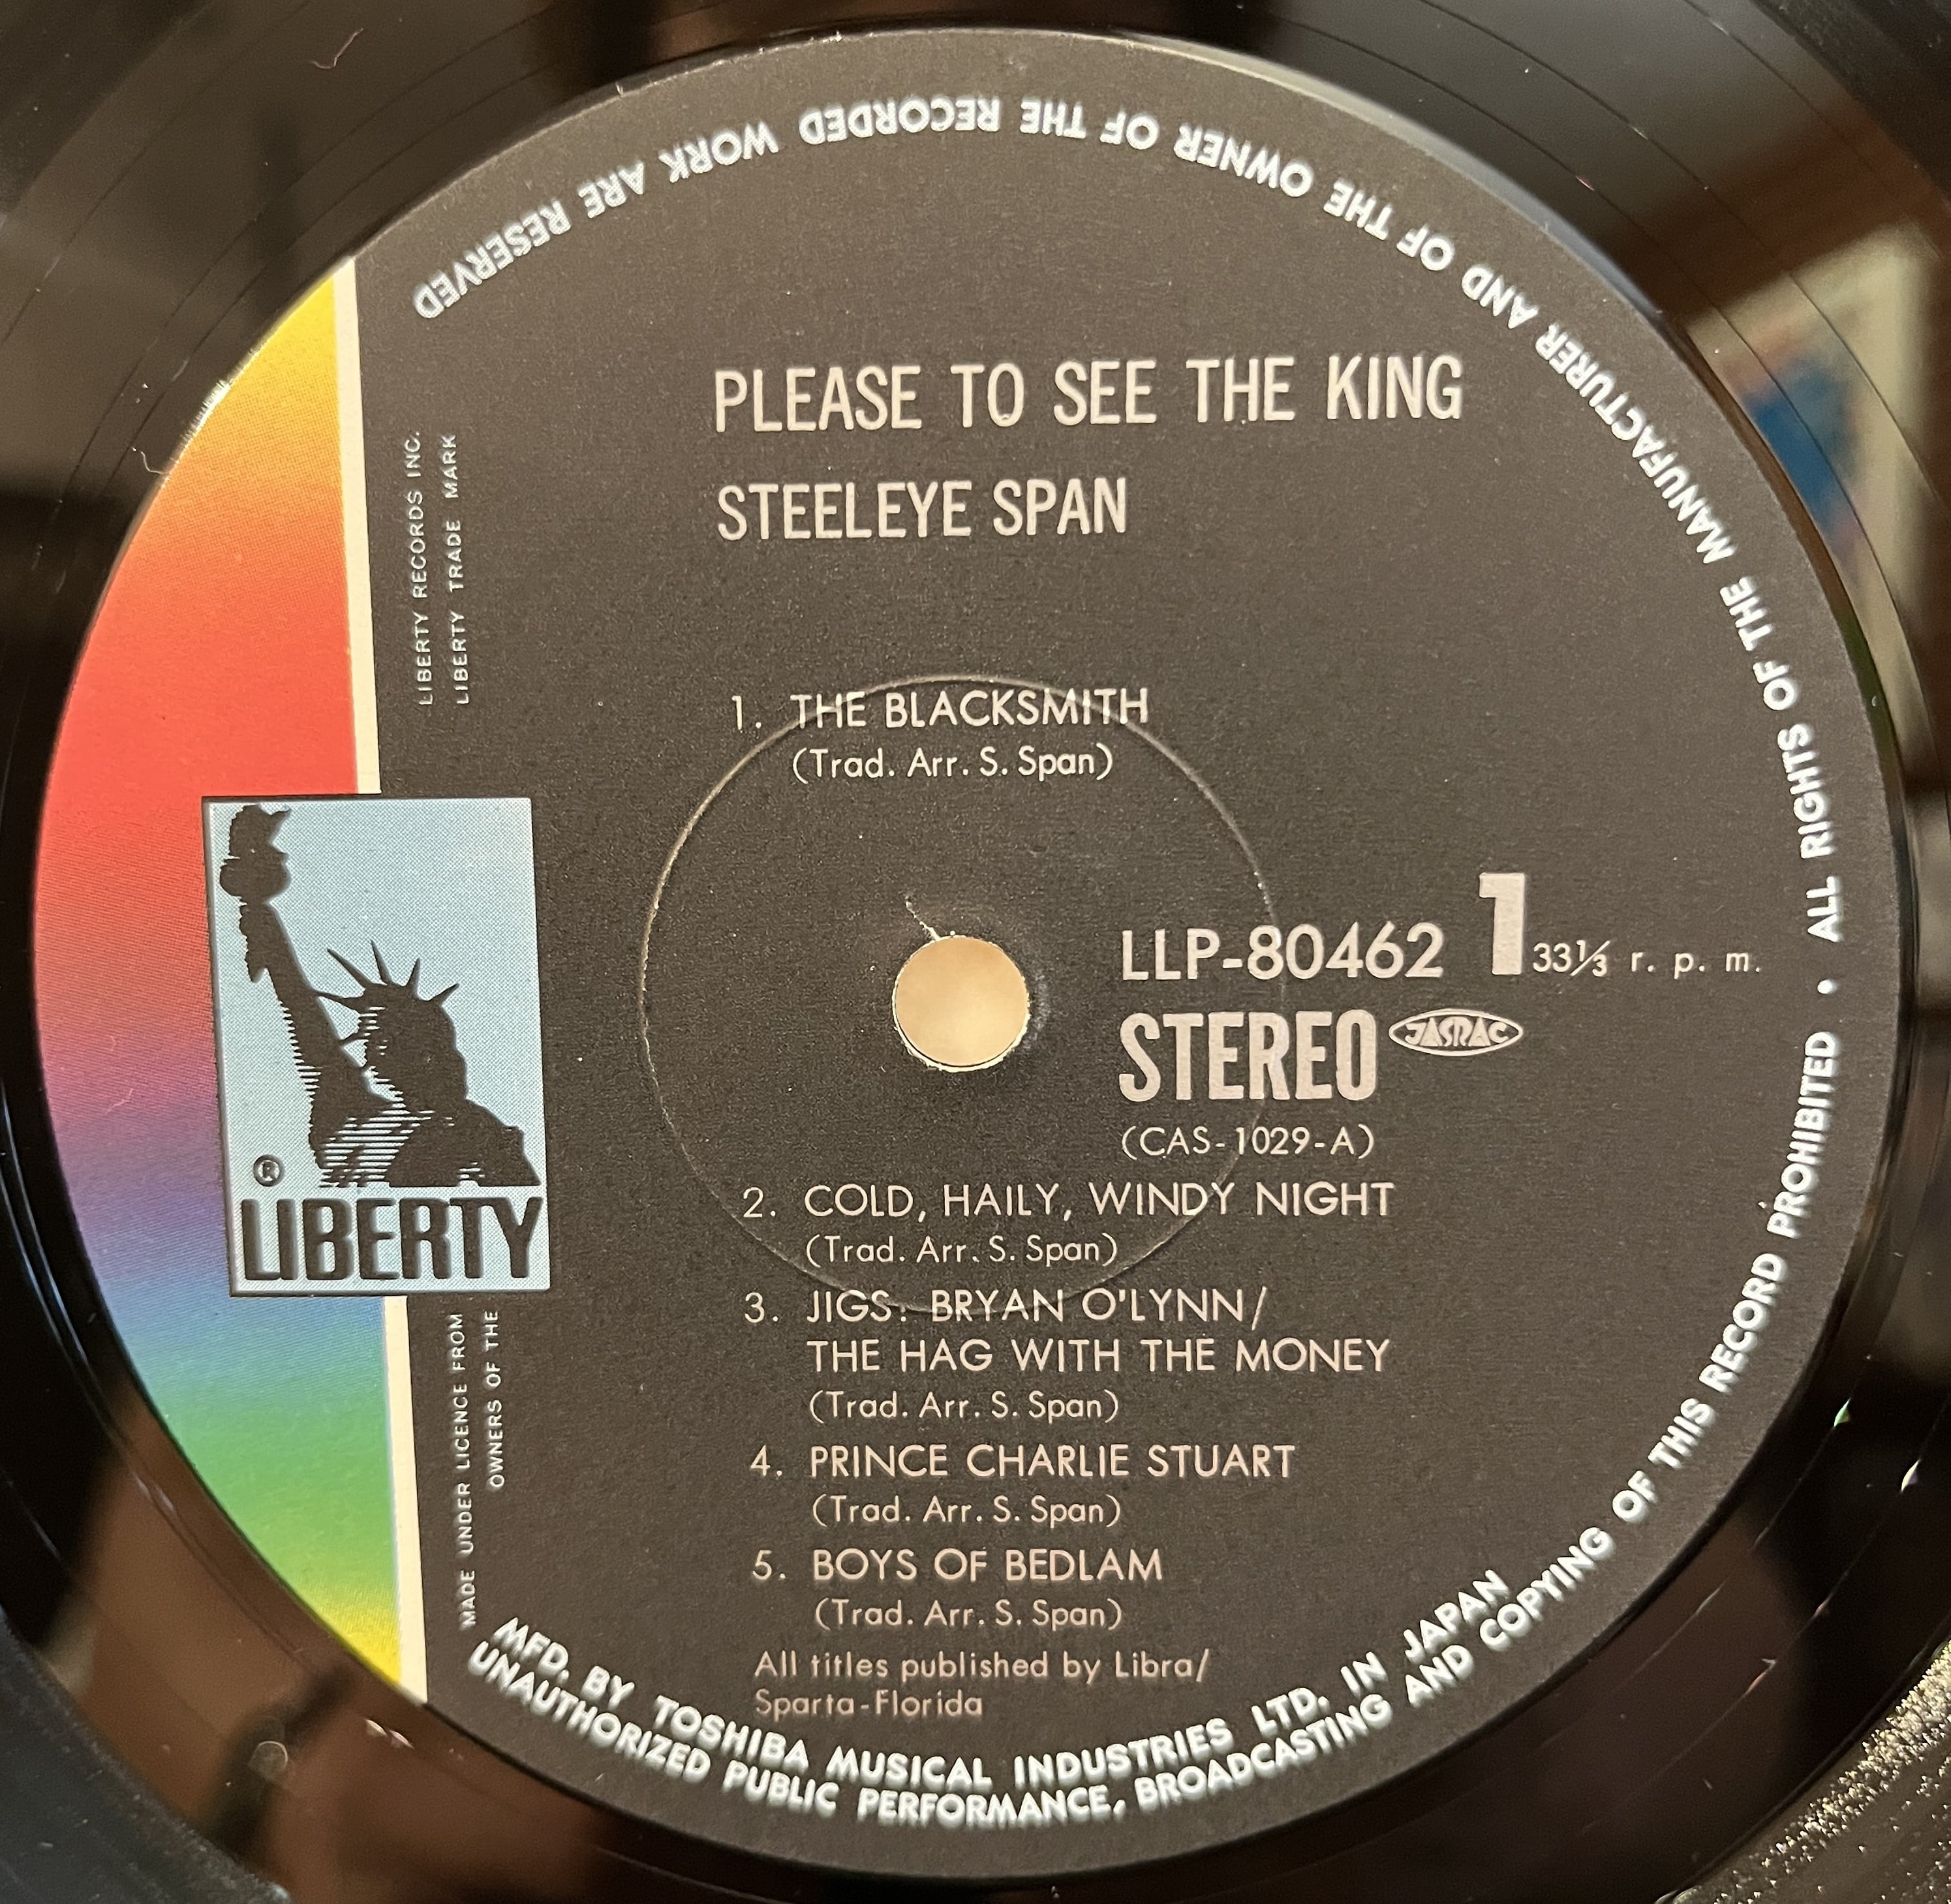 PLEASE TO SEE THE KING
STEELEYE SPAN
LIBERTY RECORDS INC.
LIBERTY TRADE MARK
1. THE BLACKSMITH
(Trad. Arr. S. Span)
LLP-80462 1 33⅓ r. p. m.
STEREO JASRAC
(CAS-1029-A)
®
LIBERTY
2. COLD, HAILY, WINDY NIGHT
(Trad. Arr. S. Span)
3. JIGS: BRYAN O'LYNN/
THE HAG WITH THE MONEY
(Trad. Arr. S. Span)
4. PRINCE CHARLIE STUART
(Trad. Arr. S. Span)
5. BOYS OF BEDLAM
(Trad. Arr. S. Span)
All titles published by Libra/
Sparta-Florida
MADE UNDER LICENCE FROM
OWNERS OF THE
MFD. BY TOSHIBA MUSICAL INDUSTRIES LTD. IN JAPAN
UNAUTHORIZED PUBLIC PERFORMANCE, BROADCASTING AND COPYING OF THIS RECORD PROHIBITED • ALL RIGHTS OF THE MANUFACTURER AND OF THE OWNER OF THE RECORDED WORK ARE RESERVED